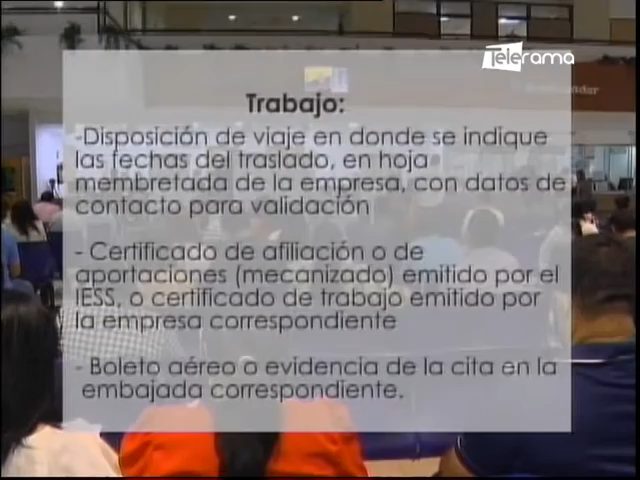 Telerama
Trabajo:
-Disposición de viaje en donde se indique
las fechas del traslado, en hoja
membretada de la empresa, con datos de
contacto para validación
- Certificado de afiliación o de
aportaciones (mecanizado) emitido por el
IESS, o certificado de trabajo emitido por
la empresa correspondiente
- Boleto aéreo o evidencia de la cita en la
embajada correspondiente.